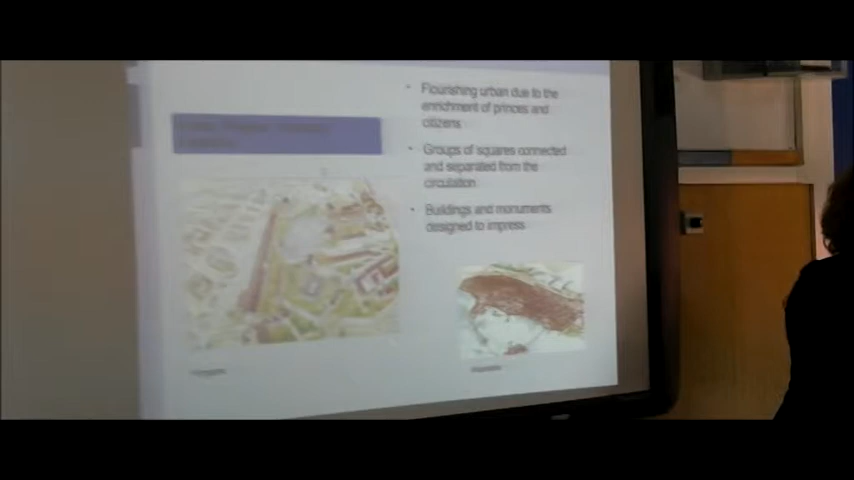 • Flourishing urban due to the
enrichment of princes and
citizens
• Groups of squares connected
and separated from the
circulation
• Buildings and monuments
designed to impress